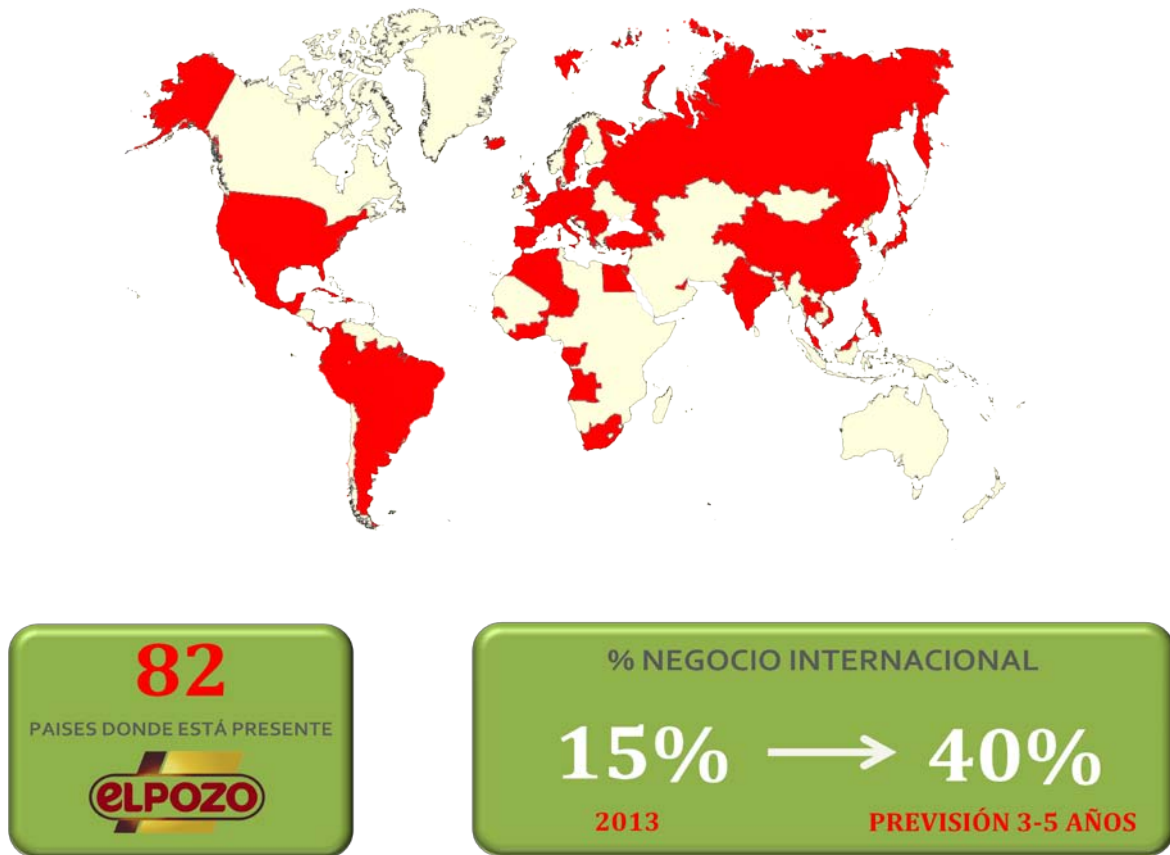 82
PAISES DONDE ESTÁ PRESENTE
ELPOZO
% NEGOCIO INTERNACIONAL
15% → 40%
2013 PREVISIÓN 3-5 AÑOS